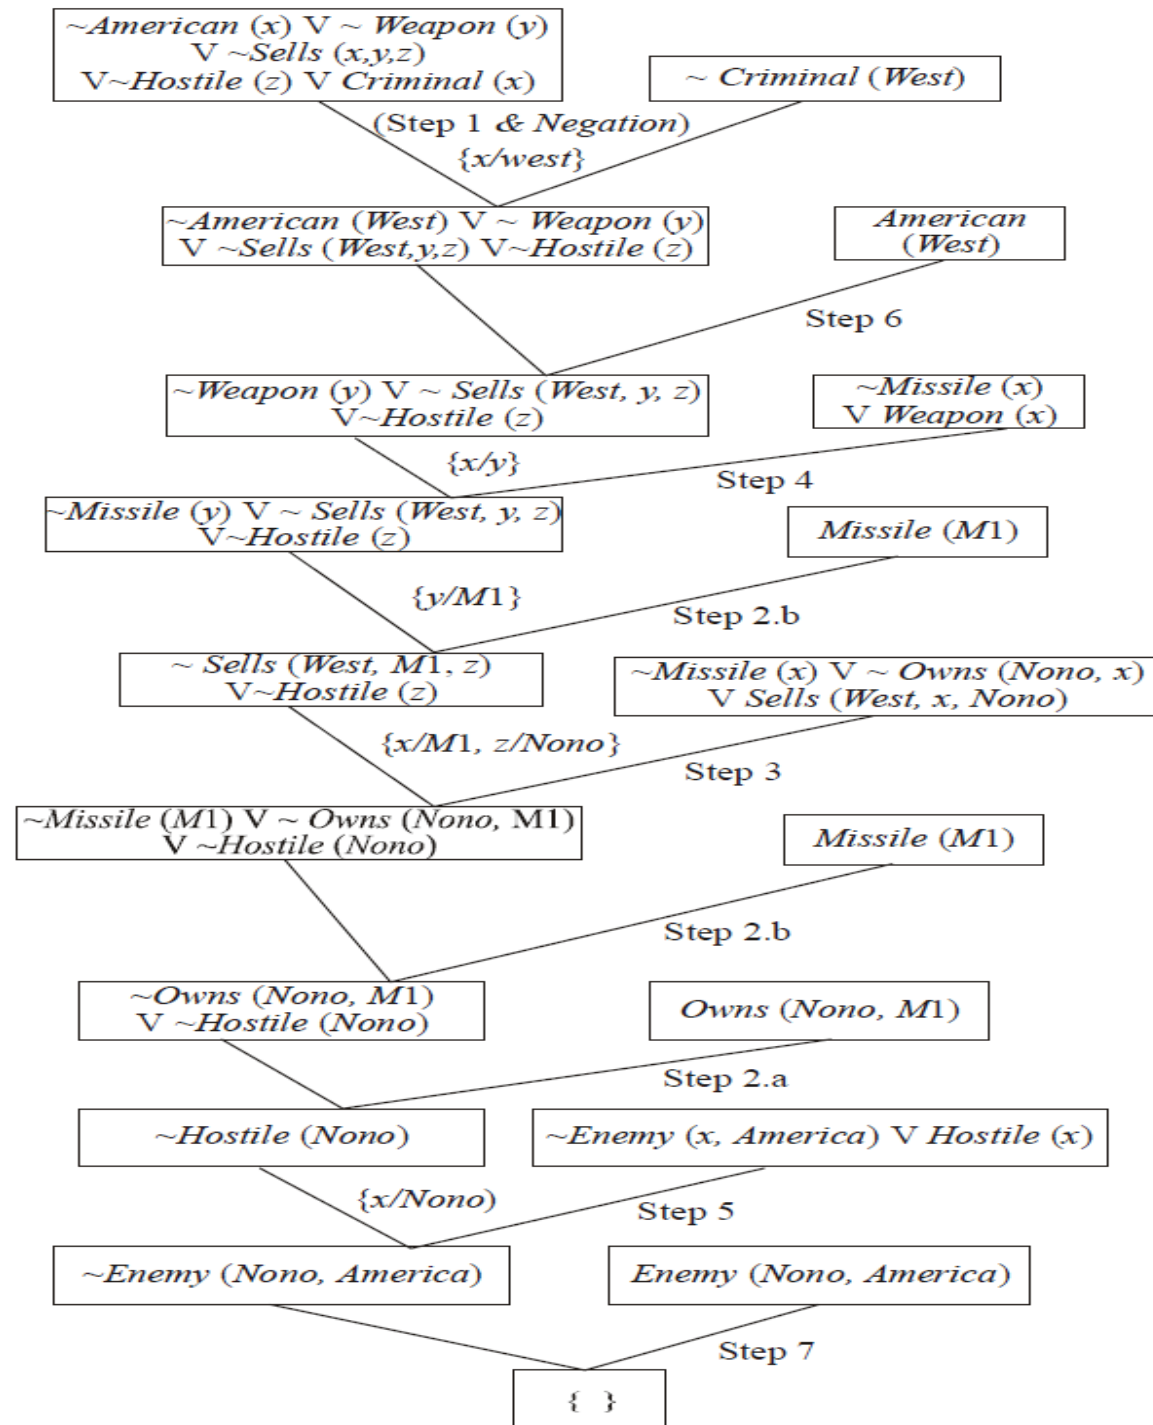 ~American (x) V ~ Weapon (y)
V ~Sells (x,y,z)
V~Hostile (z) V Criminal (x)
~ Criminal (West)
(Step 1 & Negation)
{x/west}
~American (West) V ~ Weapon (y)
V ~Sells (West,y,z) V~Hostile (z)
American
(West)
Step 6
~Weapon (y) V ~ Sells (West, y, z)
V~Hostile (z)
~Missile (x)
V Weapon (x)
{x/y}
Step 4
~Missile (y) V ~ Sells (West, y, z)
V~Hostile (z)
Missile (M1)
{y/M1}
Step 2.b
~ Sells (West, M1, z)
V~Hostile (z)
~Missile (x) V ~ Owns (Nono, x)
V Sells (West, x, Nono)
{x/M1, z/Nono}
Step 3
~Missile (M1) V ~ Owns (Nono, M1)
V ~Hostile (Nono)
Missile (M1)
Step 2.b
~Owns (Nono, M1)
V ~Hostile (Nono)
Owns (Nono, M1)
Step 2.a
~Hostile (Nono)
~Enemy (x, America) V Hostile (x)
{x/Nono)
Step 5
~Enemy (Nono, America)
Enemy (Nono, America)
Step 7
{ }